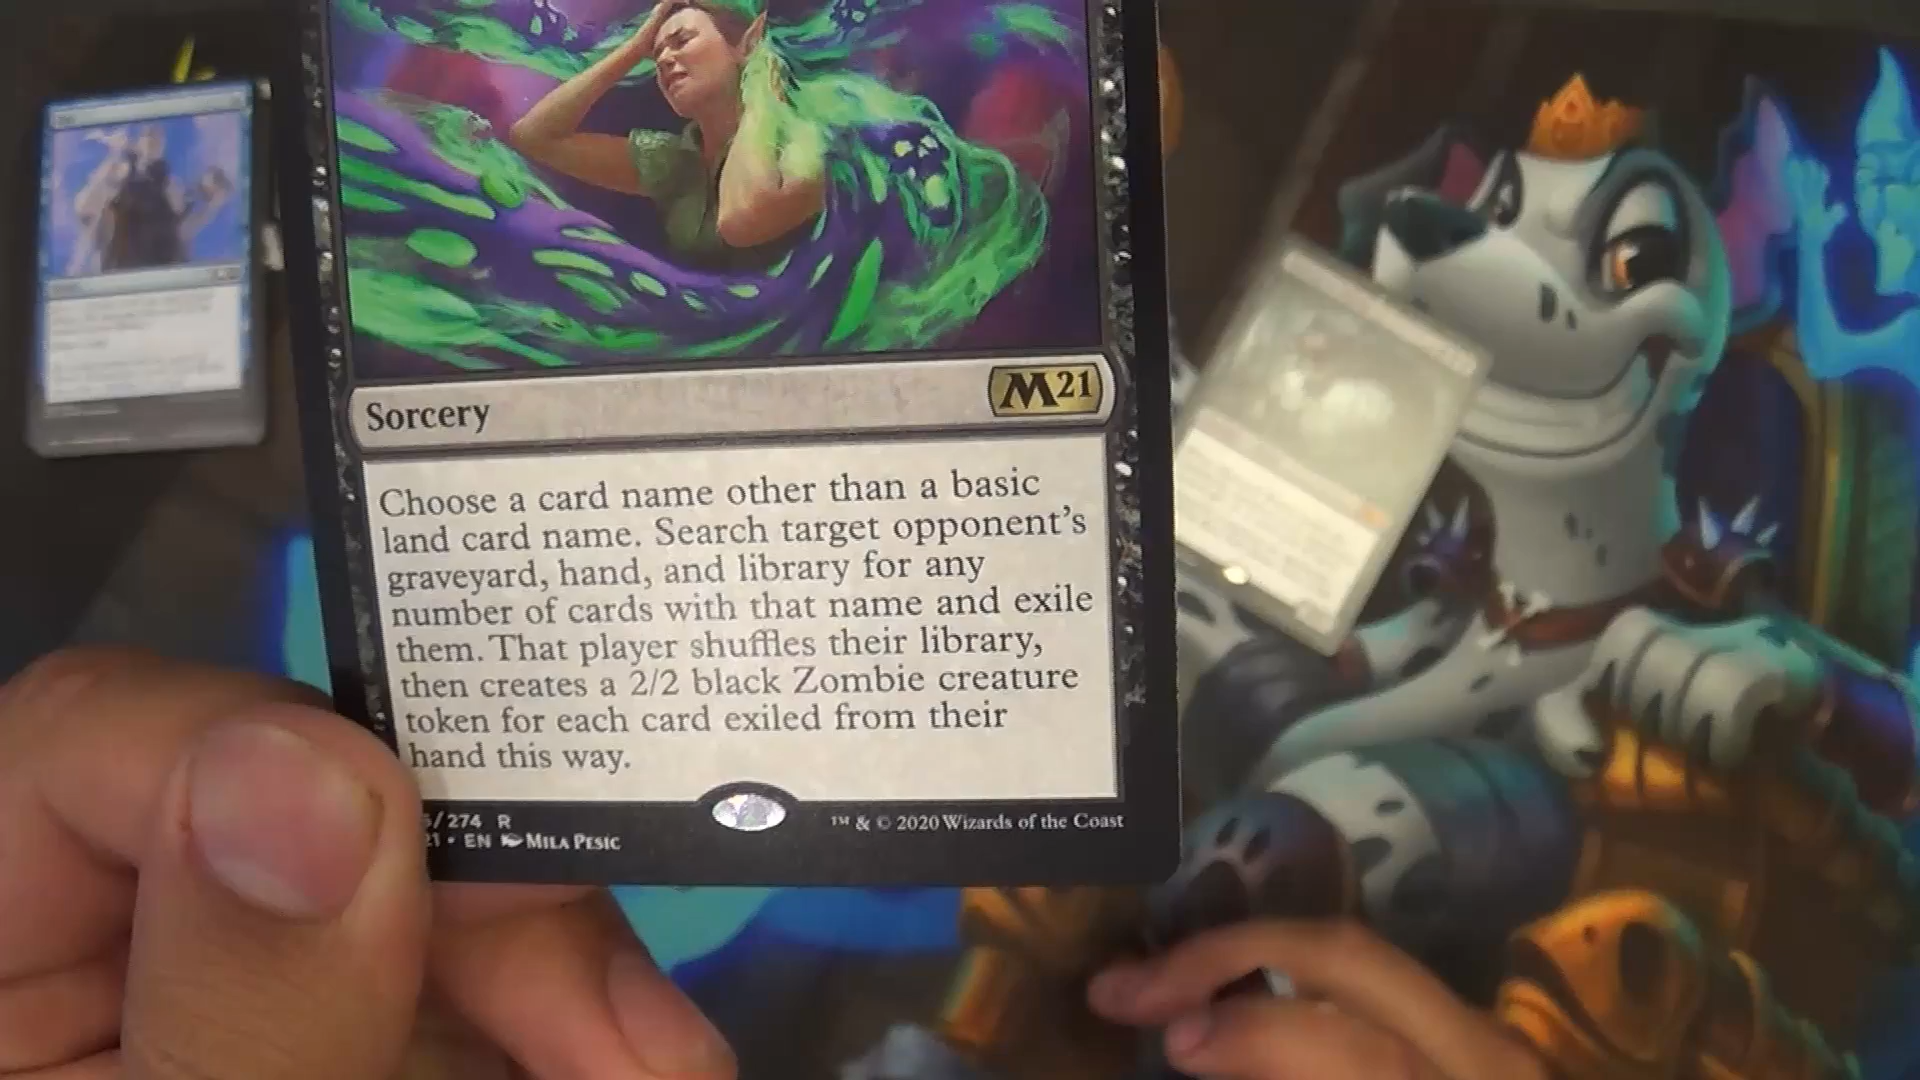 Sorcery
M21
Choose a card name other than a basic
land card name. Search target opponent's
graveyard, hand, and library for any
number of cards with that name and exile
them. That player shuffles their library,
then creates a 2/2 black Zombie creature
token for each card exiled from their
hand this way.
/274 R
™ & © 2020 Wizards of the Coast
• EN MILA PESIC